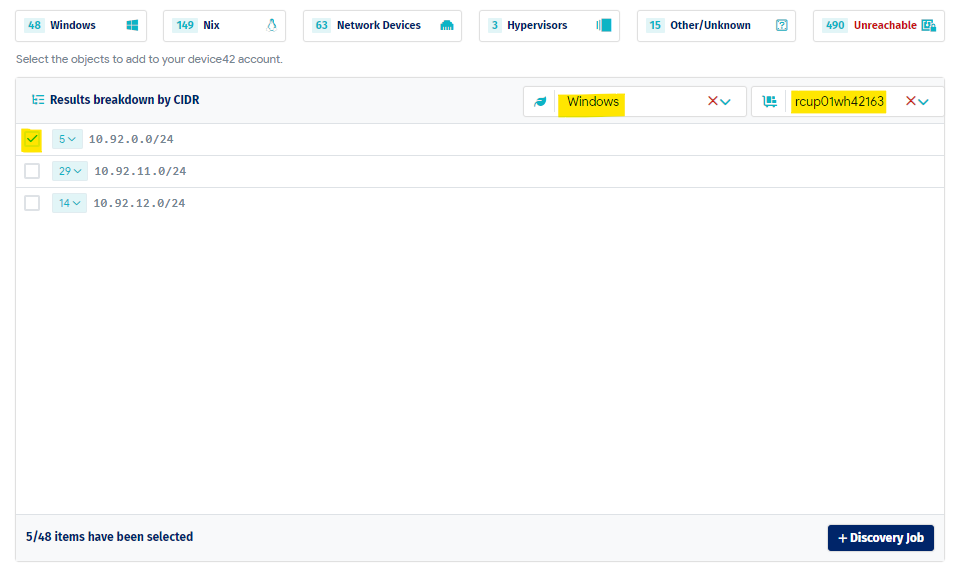 48 Windows 149 Nix 63 Network Devices 3 Hypervisors 15 Other/Unknown 490 Unreachable
Select the objects to add to your device42 account.
Results breakdown by CIDR Windows rcup01wh42163
5 10.92.0.0/24
29 10.92.11.0/24
14 10.92.12.0/24
5/48 items have been selected + Discovery Job